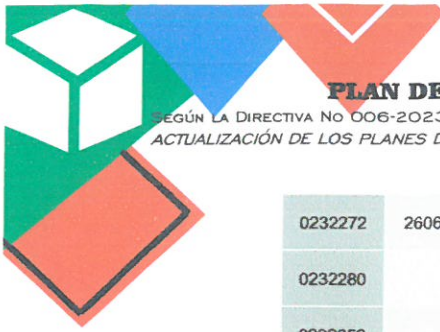 PLAN DE
SEGÚN LA DIRECTIVA No 006-2023
ACTUALIZACIÓN DE LOS PLANES D
0232272 2606
0232280